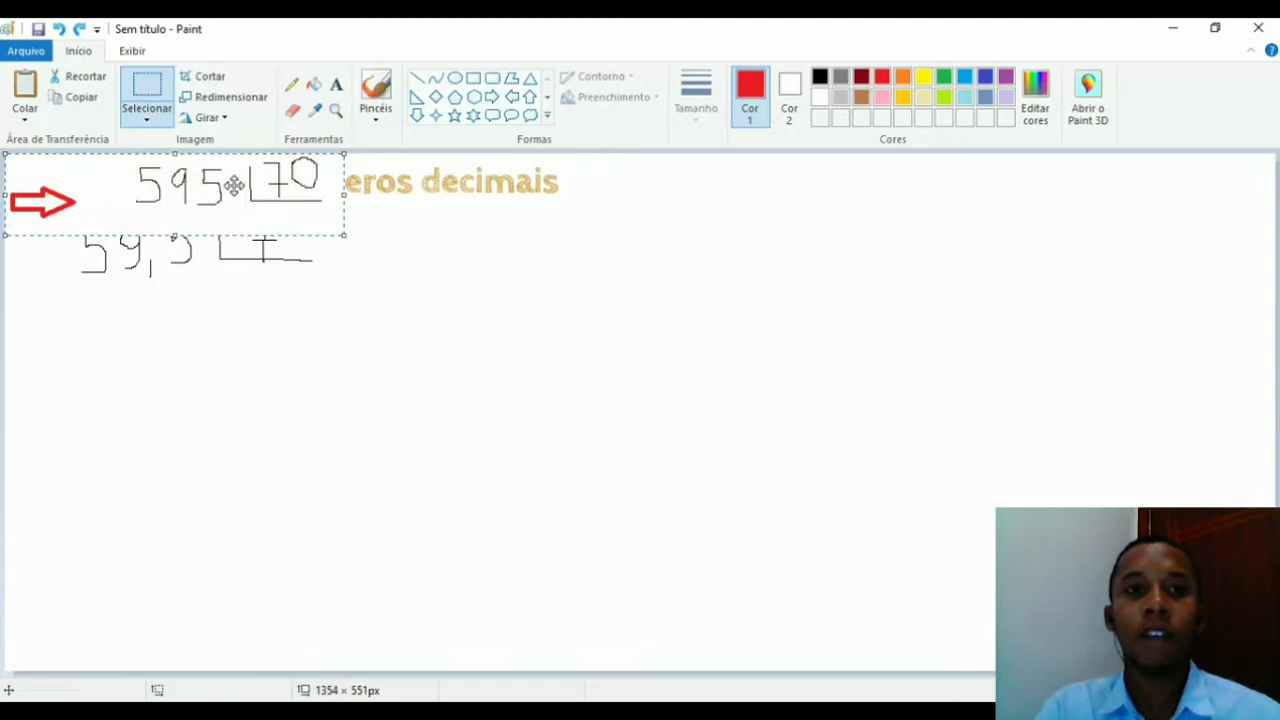 Sem título - Paint
Arquivo Início Exibir
Colar
Recortar
Copiar
Área de Transferência
Selecionar
Cortar
Redimensionar
Girar
Imagem
A
Ferramentas
Pincéis
Contorno
Preenchimento
Formas
Tamanho
Cor 1
Cor 2
Editar cores
Cores
Abrir o Paint 3D
595 70
eros decimais
59,5 7
1354 × 551px